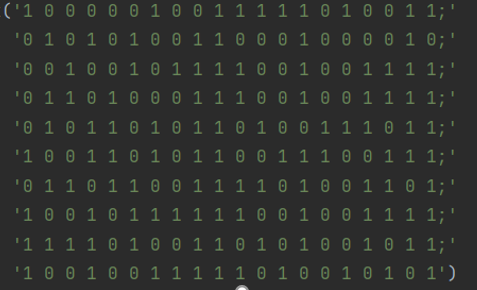 ('1 0 0 0 0 0 1 0 0 1 1 1 1 1 0 1 0 0 1 1;'
'0 1 0 1 0 1 0 0 1 1 0 0 0 1 0 0 0 0 1 0;'
'0 0 1 0 0 1 0 1 1 1 1 0 0 1 0 0 1 1 1 1;'
'0 1 1 0 1 0 0 0 1 1 1 0 0 1 0 0 1 1 1 1;'
'0 1 0 1 1 0 1 0 1 1 0 1 0 0 1 1 1 0 1 1;'
'1 0 0 1 1 0 1 0 1 1 0 0 1 1 1 0 0 1 1 1;'
'0 1 1 0 1 1 0 0 1 1 1 1 0 1 0 0 1 1 0 1;'
'1 0 0 1 0 1 1 1 1 1 1 0 0 1 0 0 1 1 1 1;'
'1 1 1 1 0 1 0 0 1 1 0 1 0 1 0 0 1 0 1 1;'
'1 0 0 1 0 0 1 1 1 1 1 0 1 0 0 1 0 1 0 1')